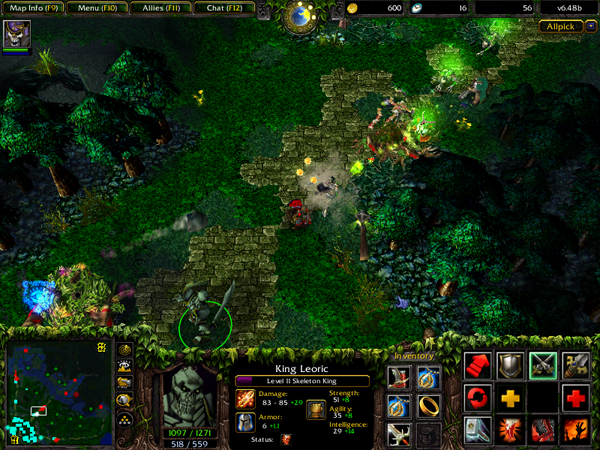 Map Info (F9) Menu (F10) Allies (F11) Chat (F12) 600 16 56 v6.48b
Allpick
King Leoric
Level 11 Skeleton King
Damage:
83 - 85 +29
Armor:
6 +11
Status:
Strength:
51 +8
Agility:
35 +8
Intelligence:
29 +14
Inventory
1097 / 1271
518 / 559